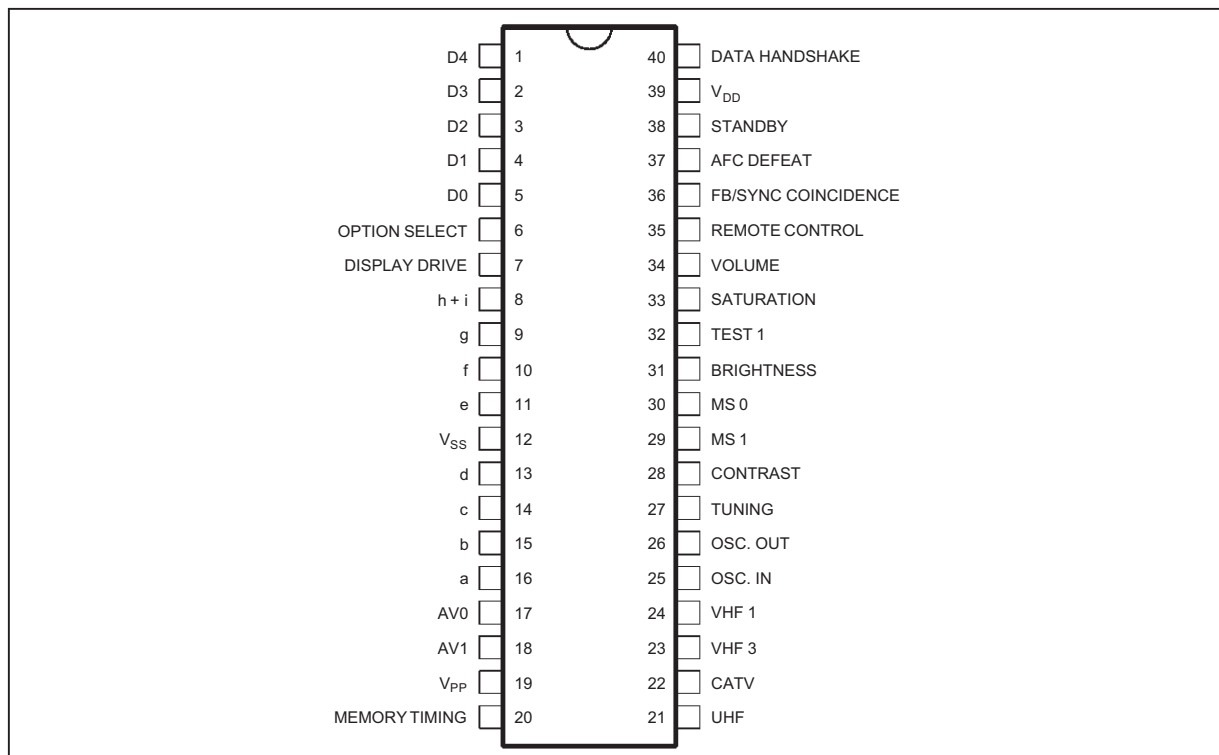 D4 1 40 DATA HANDSHAKE
D3 2 39 VDD
D2 3 38 STANDBY
D1 4 37 AFC DEFEAT
D0 5 36 FB/SYNC COINCIDENCE
OPTION SELECT 6 35 REMOTE CONTROL
DISPLAY DRIVE 7 34 VOLUME
h + i 8 33 SATURATION
g 9 32 TEST 1
f 10 31 BRIGHTNESS
e 11 30 MS 0
VSS 12 29 MS 1
d 13 28 CONTRAST
c 14 27 TUNING
b 15 26 OSC. OUT
a 16 25 OSC. IN
AV0 17 24 VHF 1
AV1 18 23 VHF 3
VPP 19 22 CATV
MEMORY TIMING 20 21 UHF